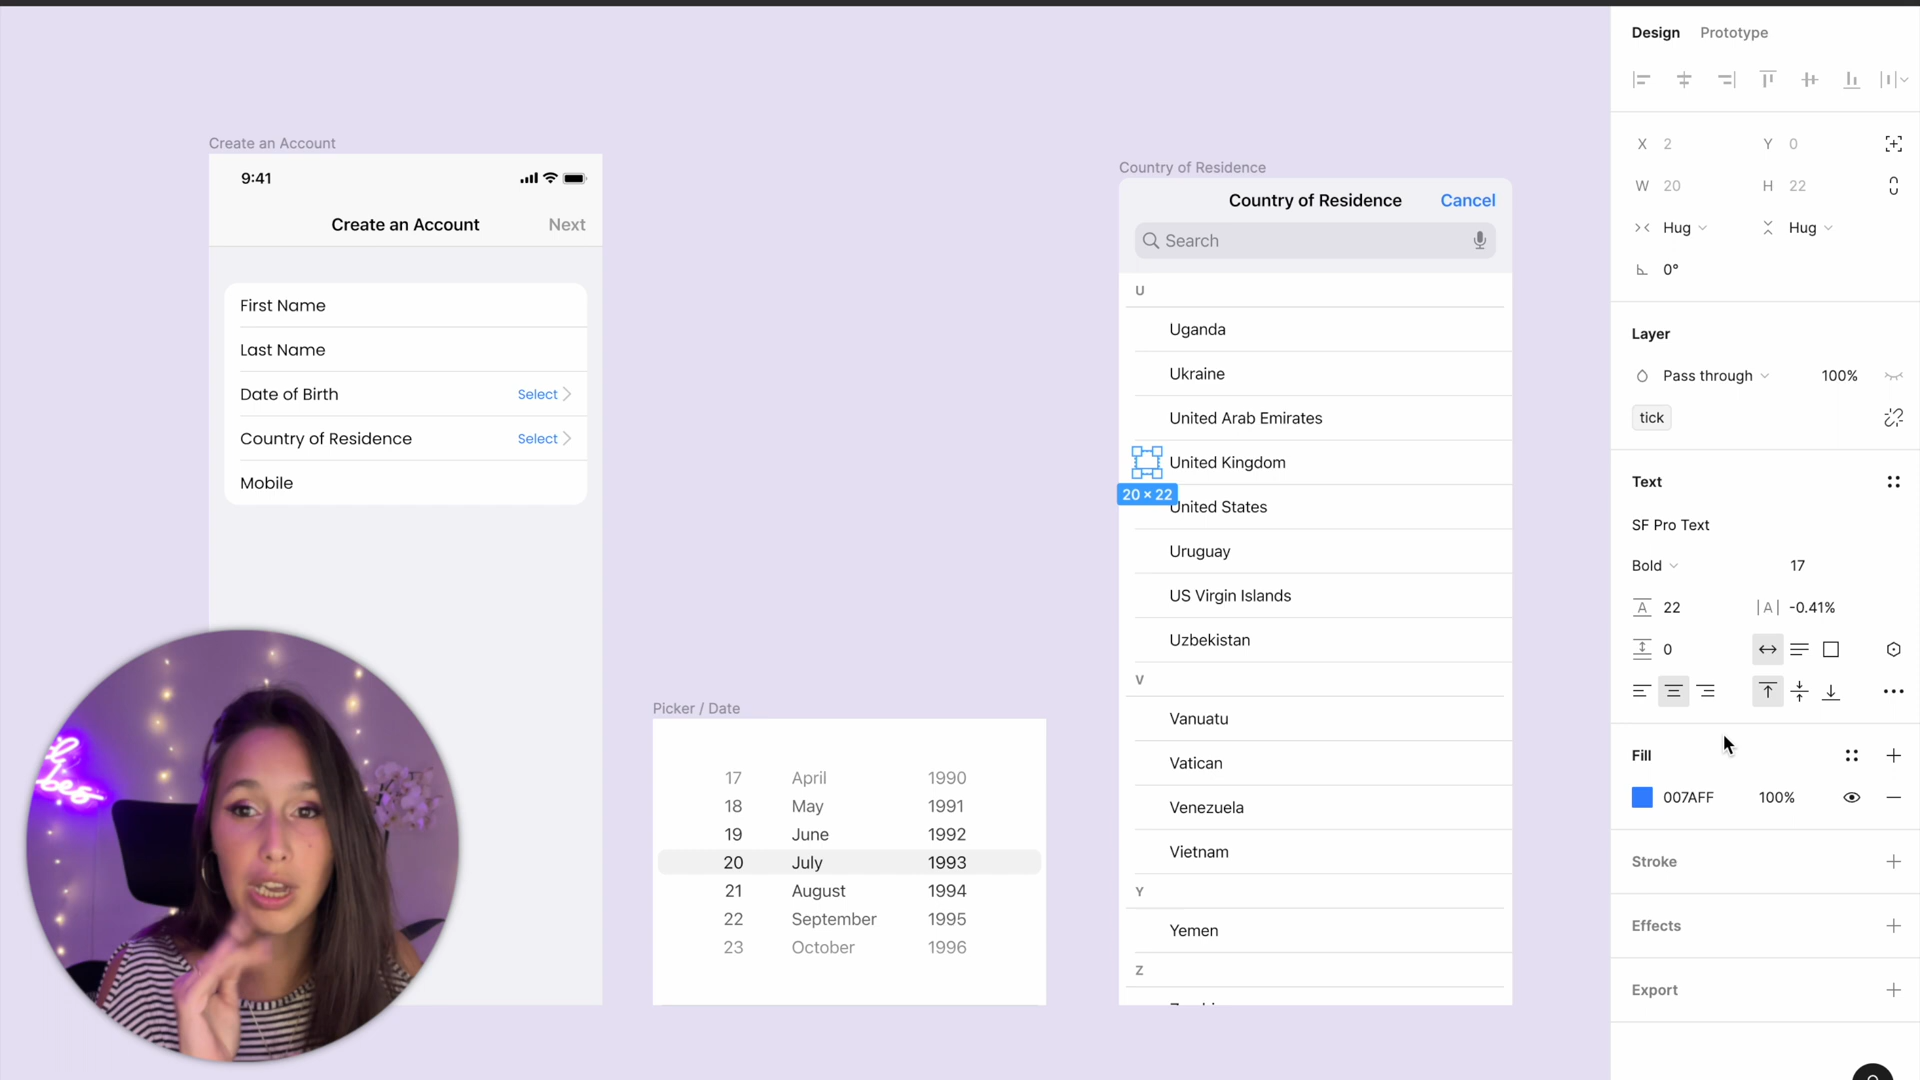 Design Prototype
X 2 Y 0
W 20 H 22
Hug Hug
0°
Layer
Pass through 100%
tick
Text
SF Pro Text
Bold 17
22 -0.41%
0
Fill
007AFF 100%
Stroke
Effects
Export
Create an Account
9:41
Create an Account Next
First Name
Last Name
Date of Birth Select
Country of Residence Select
Mobile
Picker / Date
17 April 1990
18 May 1991
19 June 1992
20 July 1993
21 August 1994
22 September 1995
23 October 1996
Country of Residence
Country of Residence Cancel
Search
U
Uganda
Ukraine
United Arab Emirates
United Kingdom
20 × 22
United States
Uruguay
US Virgin Islands
Uzbekistan
V
Vanuatu
Vatican
Venezuela
Vietnam
Y
Yemen
Z